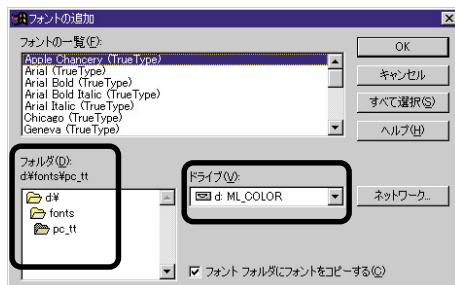 フォントの追加
フォントの一覧(F):
Apple Chancery (TrueType)
Arial (TrueType)
Arial Bold (TrueType)
Arial Bold Italic (TrueType)
Arial Italic (TrueType)
Chicago (TrueType)
Geneva (TrueType)
OK
キャンセル
すべて選択(S)
ヘルプ(H)
フォルダ(D):
d:¥fonts¥pc_tt
d:¥
fonts
pc_tt
ドライブ(V):
d: ML_COLOR
ネットワーク...
フォント フォルダにフォントをコピーする(C)